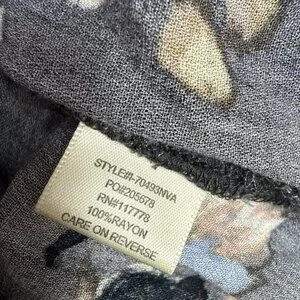 STYLE#-70493NVA
PO#205678
RN#117778
100%RAYON
CARE ON REVERSE